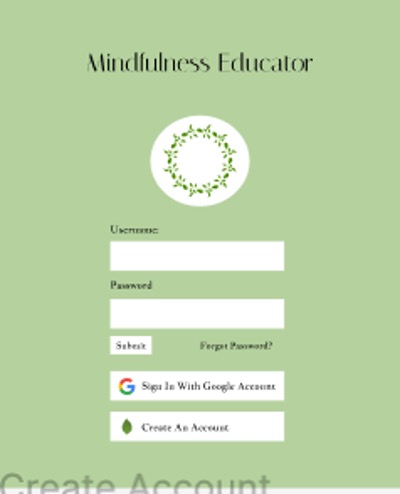 Mindfulness Educator
Username:
Password
Submit
Forgot Password?
Sign In With Google Account
Create An Account
Create Account